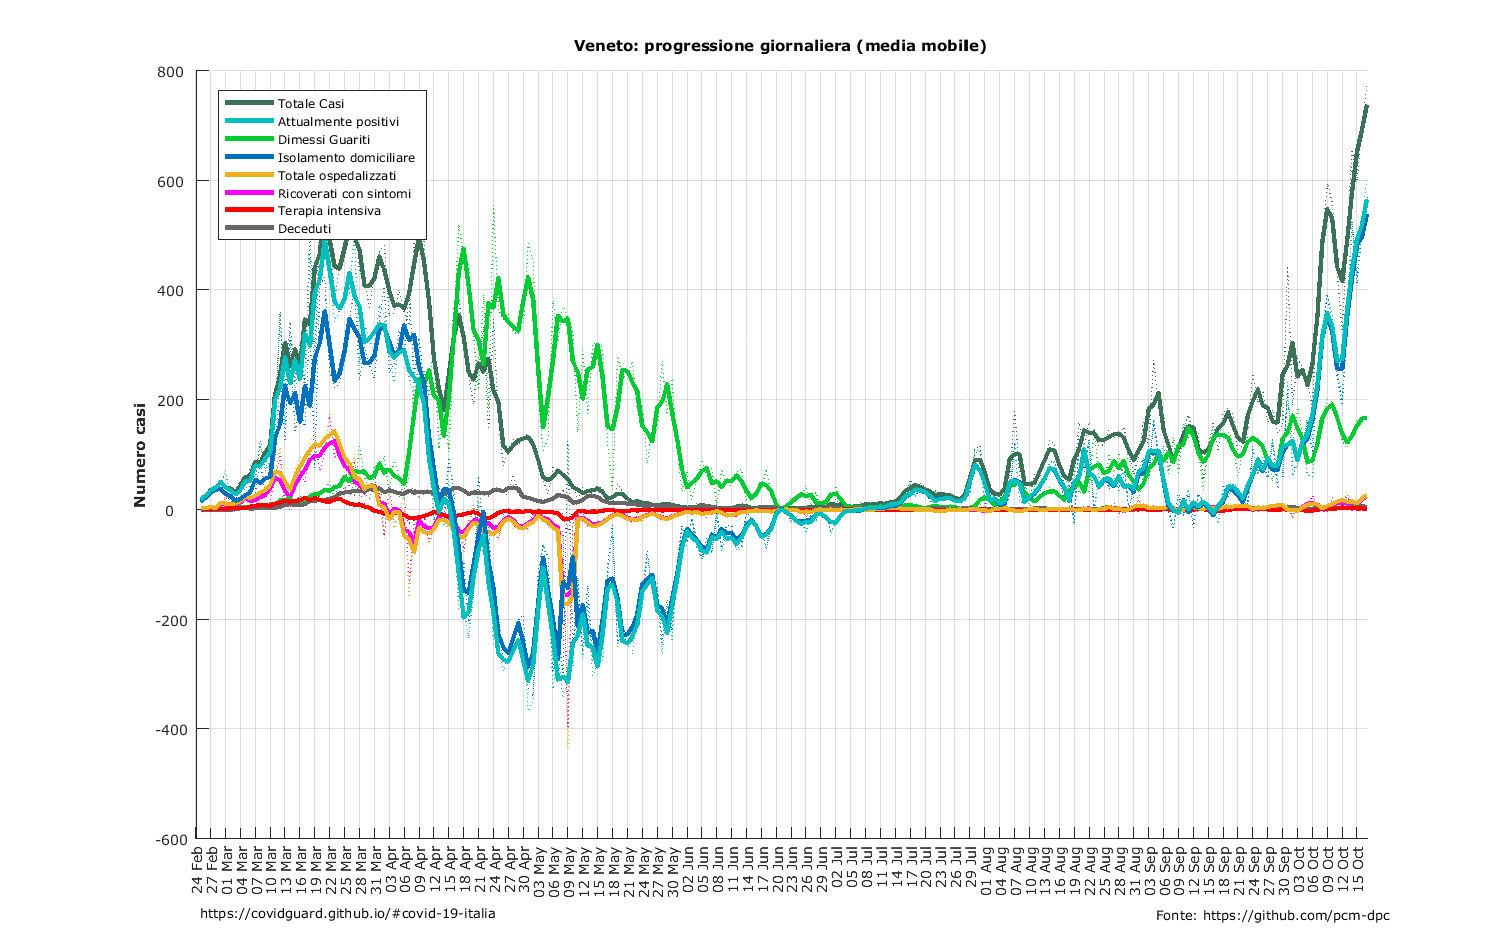 Veneto: progressione giornaliera (media mobile)
800
600
400
200
0
-200
-400
-600
Numero casi
Totale Casi
Attualmente positivi
Dimessi Guariti
Isolamento domiciliare
Totale ospedalizzati
Ricoverati con sintomi
Terapia intensiva
Deceduti
24 Feb
27 Feb
01 Mar
04 Mar
07 Mar
10 Mar
13 Mar
16 Mar
19 Mar
22 Mar
25 Mar
28 Mar
31 Mar
03 Apr
06 Apr
09 Apr
12 Apr
15 Apr
18 Apr
21 Apr
24 Apr
27 Apr
30 Apr
03 May
06 May
09 May
12 May
15 May
18 May
21 May
24 May
27 May
30 May
02 Jun
05 Jun
08 Jun
11 Jun
14 Jun
17 Jun
20 Jun
23 Jun
26 Jun
29 Jun
02 Jul
05 Jul
08 Jul
11 Jul
14 Jul
17 Jul
20 Jul
23 Jul
26 Jul
29 Jul
01 Aug
04 Aug
07 Aug
10 Aug
13 Aug
16 Aug
19 Aug
22 Aug
25 Aug
28 Aug
31 Aug
03 Sep
06 Sep
09 Sep
12 Sep
15 Sep
18 Sep
21 Sep
24 Sep
27 Sep
30 Sep
03 Oct
06 Oct
09 Oct
12 Oct
15 Oct
https://covidguard.github.io/#covid-19-italia
Fonte: https://github.com/pcm-dpc